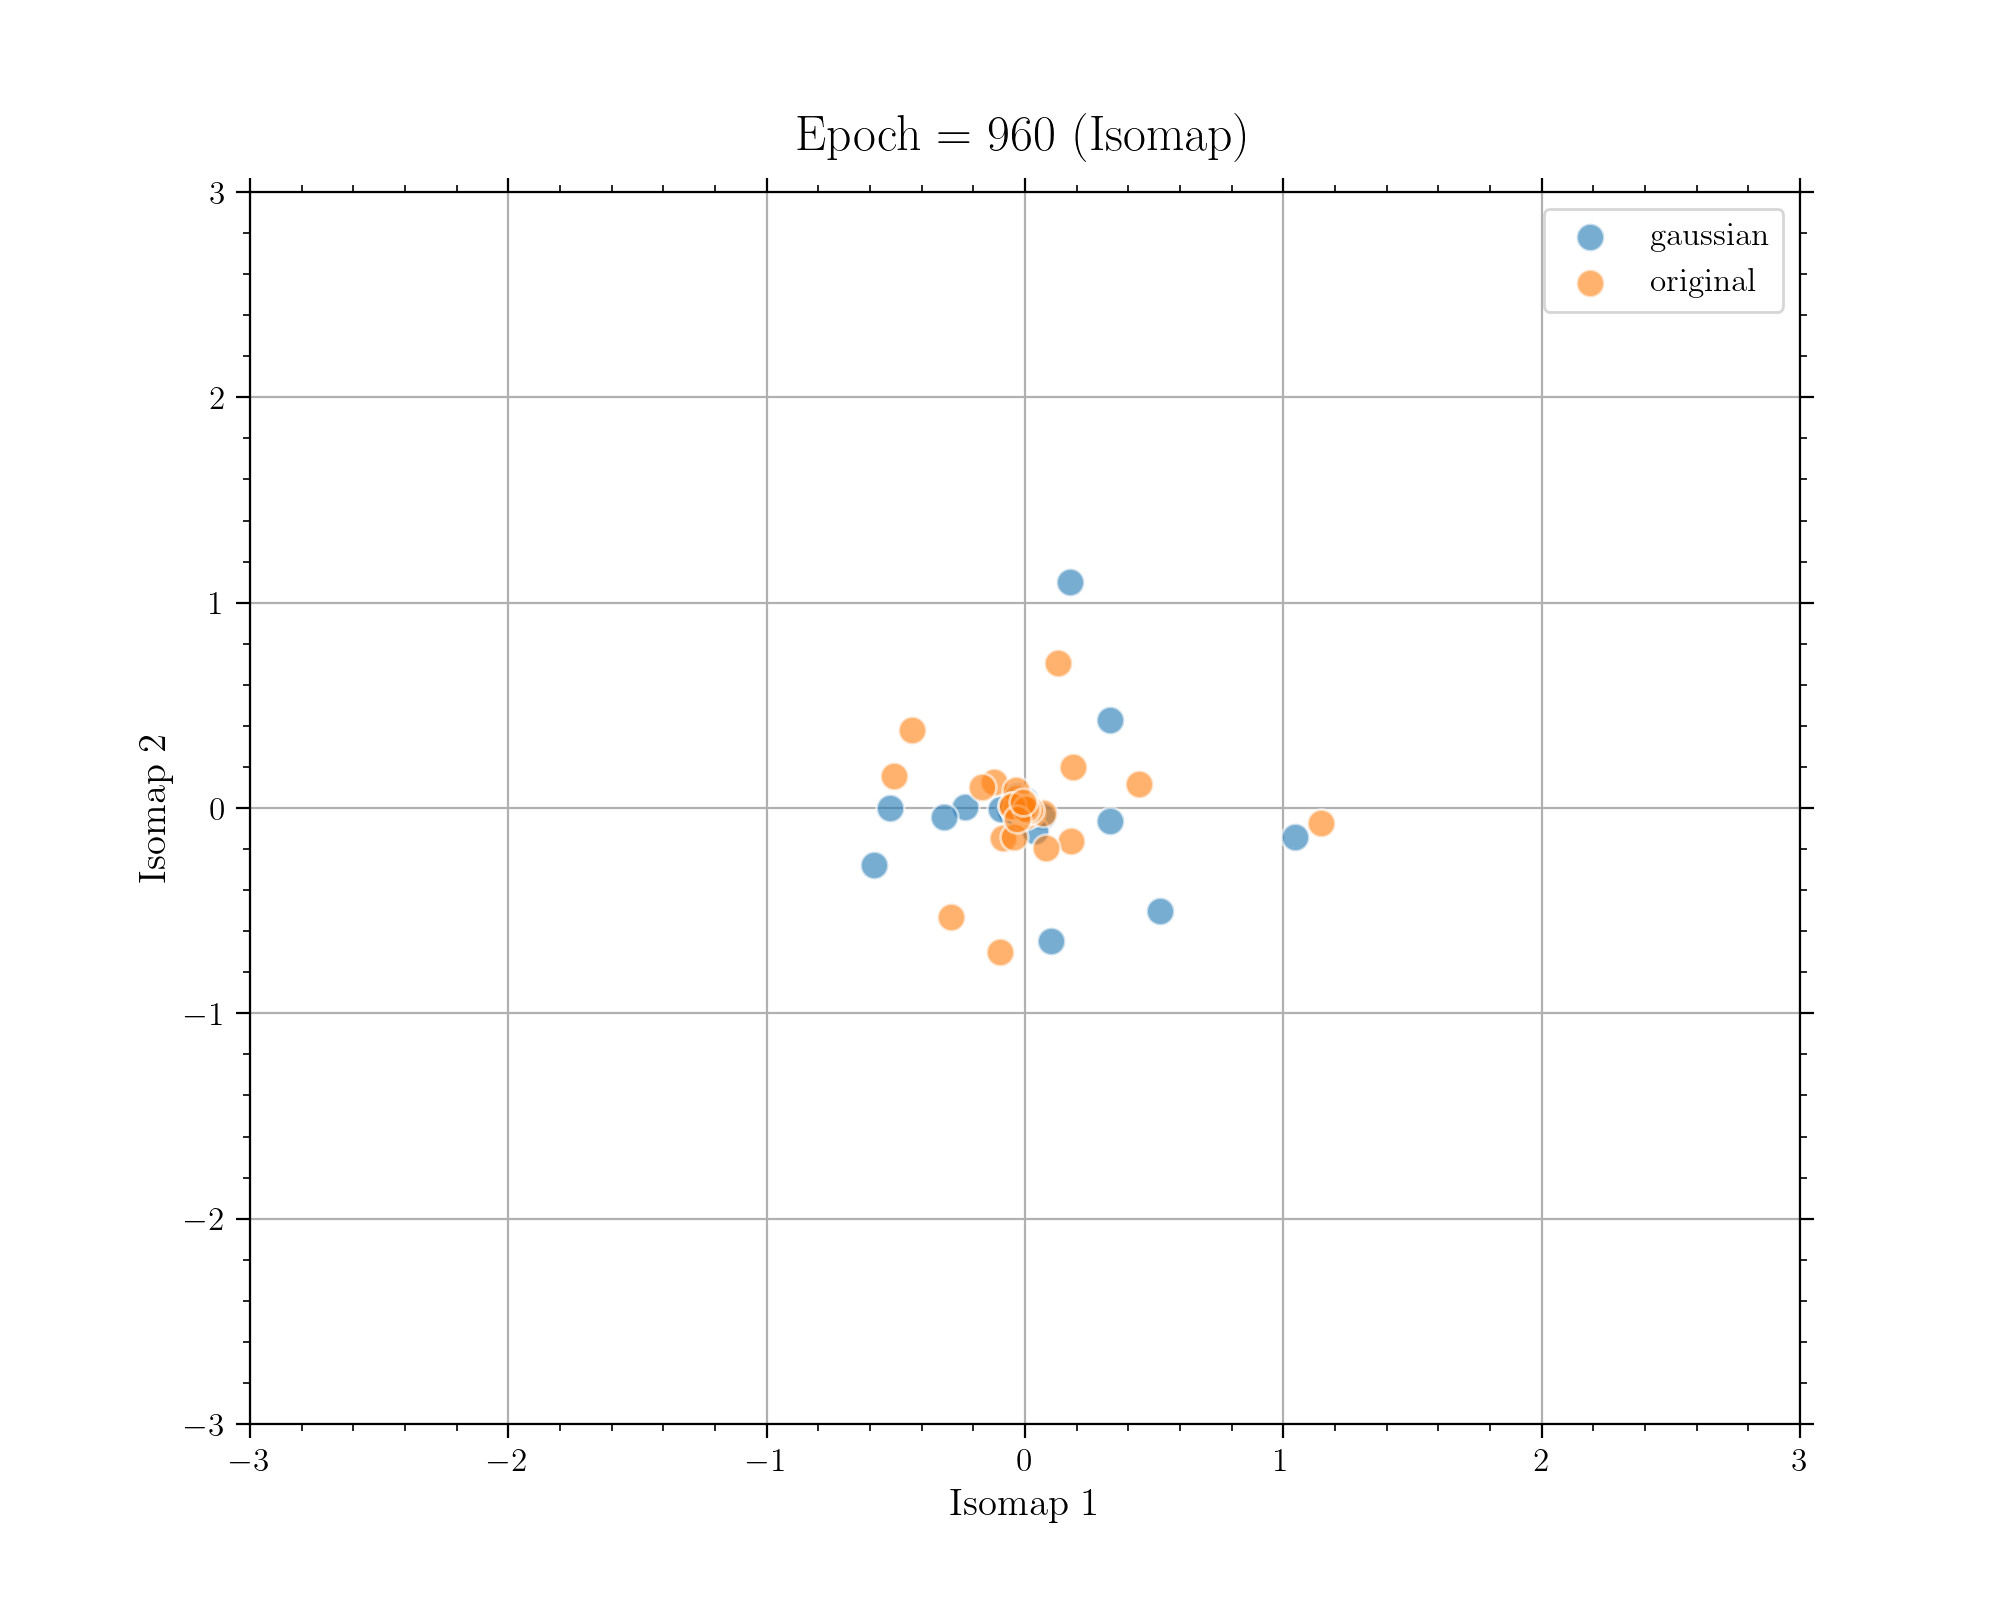 Epoch = 960 (Isomap)
gaussian
original
3
2
1
0
−1
−2
−3
Isomap 2
−3 −2 −1 0 1 2 3
Isomap 1